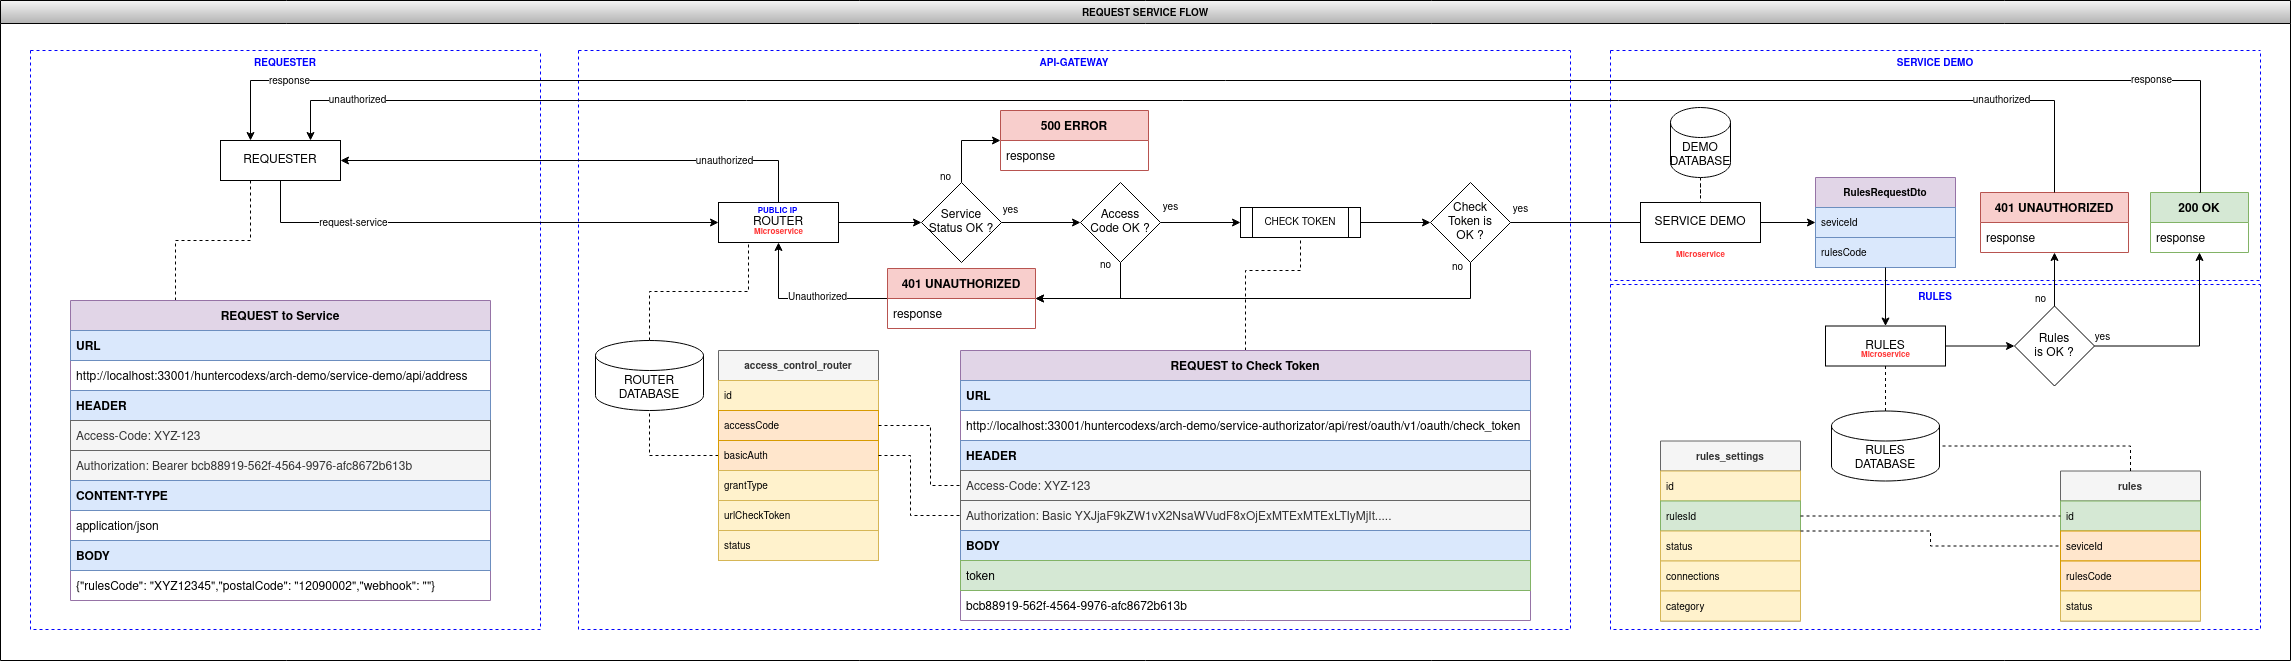 REQUEST SERVICE FLOW
REQUESTER
response
unauthorized
REQUESTER
request-service
REQUEST to Service
URL
http://localhost:33001/huntercodexs/arch-demo/service-demo/api/address
HEADER
Access-Code: XYZ-123
Authorization: Bearer bcb88919-562f-4564-9976-afc8672b613b
CONTENT-TYPE
application/json
BODY
{"rulesCode": "XYZ12345","postalCode": "12090002","webhook": ""}
API-GATEWAY
unauthorized
PUBLIC IP
ROUTER
Microservice
Service
Status OK ?
no
yes
500 ERROR
response
Access
Code OK ?
yes
no
CHECK TOKEN
Check
Token is
OK ?
yes
no
401 UNAUTHORIZED
response
Unauthorized
ROUTER
DATABASE
access_control_router
id
accessCode
basicAuth
grantType
urlCheckToken
status
REQUEST to Check Token
URL
http://localhost:33001/huntercodexs/arch-demo/service-authorizator/api/rest/oauth/v1/oauth/check_token
HEADER
Access-Code: XYZ-123
Authorization: Basic YXJjaF9kZW1vX2NsaWVudF8xOjExMTExMTExLTIyMjIt.....
BODY
token
bcb88919-562f-4564-9976-afc8672b613b
SERVICE DEMO
response
unauthorized
DEMO
DATABASE
SERVICE DEMO
Microservice
RulesRequestDto
seviceId
rulesCode
401 UNAUTHORIZED
response
200 OK
response
RULES
RULES
Microservice
Rules
is OK ?
no
yes
RULES
DATABASE
rules_settings
id
rulesId
status
connections
category
rules
id
seviceId
rulesCode
status